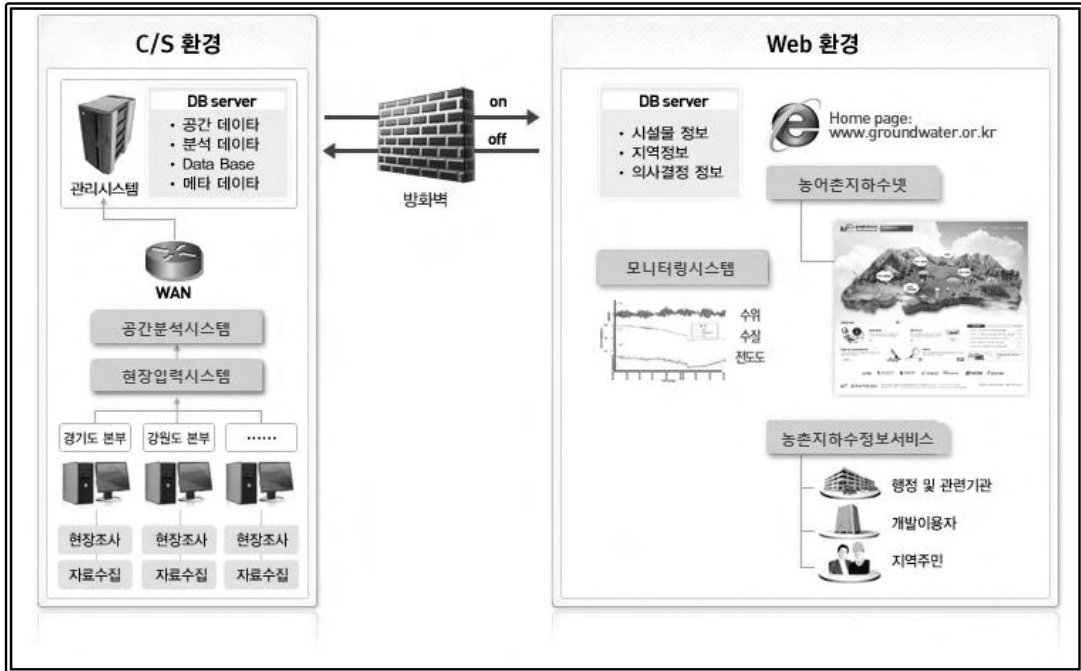 C/S 환경
관리시스템
DB server
• 공간 데이타
• 분석 데이타
• Data Base
• 메타 데이타
WAN
공간분석시스템
현장입력시스템
경기도 본부
강원도 본부
......
현장조사
현장조사
현장조사
자료수집
자료수집
자료수집
on
off
방화벽
Web 환경
DB server
• 시설물 정보
• 지역정보
• 의사결정 정보
Home page:
www.groundwater.or.kr
농어촌지하수넷
모니터링시스템
수위
수질
전도도
농촌지하수정보서비스
행정 및 관련기관
개발이용자
지역주민